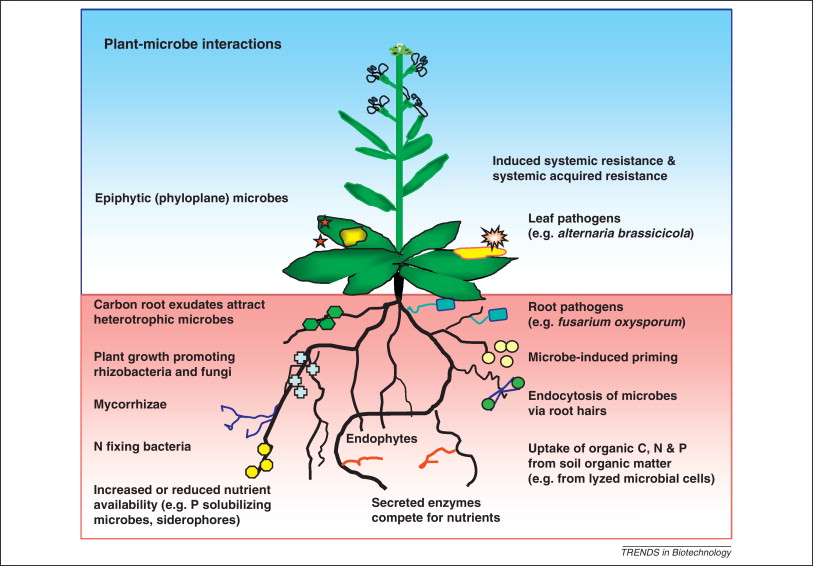 Plant-microbe interactions
Induced systemic resistance &
systemic acquired resistance
Epiphytic (phylloplane) microbes
Leaf pathogens
(e.g. alternaria brassicicola)
Carbon root exudates attract
heterotrophic microbes
Root pathogens
(e.g. fusarium oxysporum)
Plant growth promoting
rhizobacteria and fungi
Microbe-induced priming
Mycorrhizae
Endocytosis of microbes
via root hairs
N fixing bacteria
Endophytes
Uptake of organic C, N & P
from soil organic matter
(e.g. from lyzed microbial cells)
Increased or reduced nutrient
availability (e.g. P solubilizing
microbes, siderophores)
Secreted enzymes
compete for nutrients
TRENDS in Biotechnology